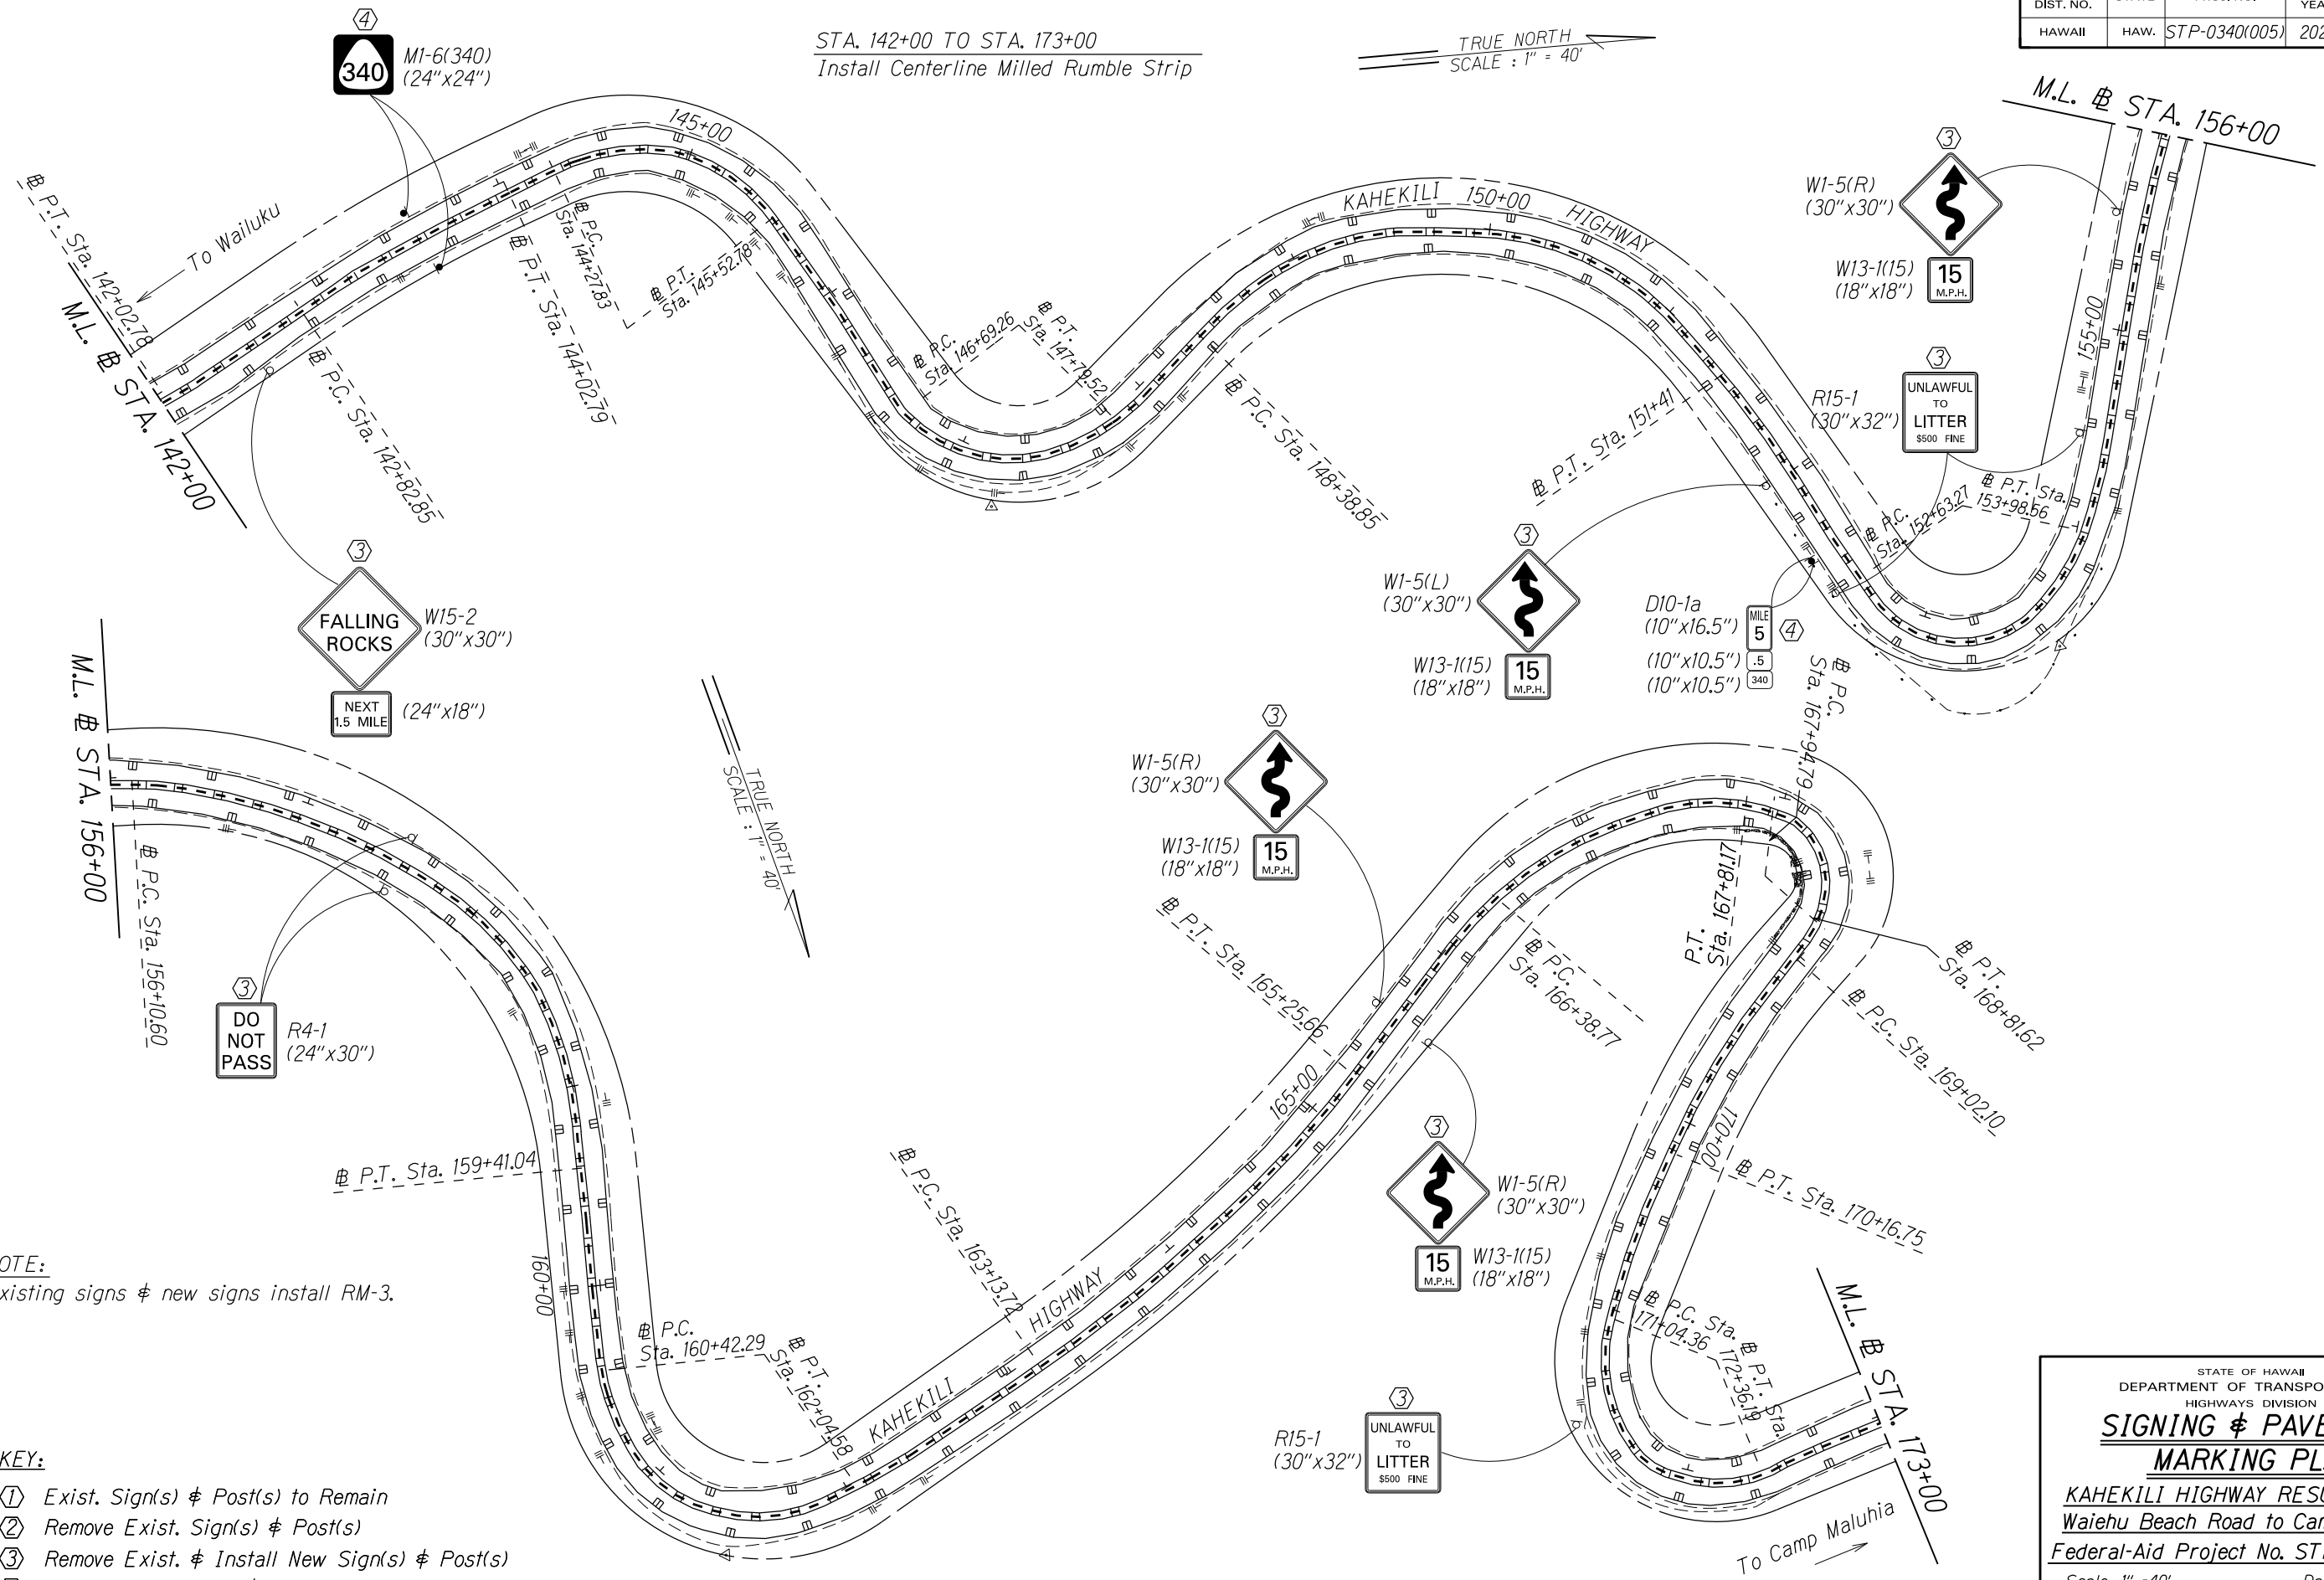 DIST. NO.
HAWAII HAW. STP-0340(005)
STA. 142+00 TO STA. 173+00
Install Centerline Milled Rumble Strip
TRUE NORTH
SCALE : 1" = 40'
4
340
M1-6(340)
(24"x24")
To Wailuku
P.T. Sta. 142+02.78
M.L. STA. 142+00
P.C. Sta. 142+82.85
P.T. Sta. 144+02.79
P.C.
Sta. 144+27.83
145+00
P.T.
Sta. 145+52.78
P.C.
Sta. 146+69.26
P.T.
Sta. 147+79.52
P.C. Sta. 148+38.85
KAHEKILI 150+00 HIGHWAY
P.T. Sta. 151+41
P.C.
Sta. 152+63.27
P.T. Sta.
153+98.56
155+00
M.L. STA. 156+00
3
W1-5(R)
(30"x30")
W13-1(15)
(18"x18")
15
M.P.H.
3
R15-1
(30"x32")
UNLAWFUL
TO
LITTER
$500 FINE
3
W1-5(L)
(30"x30")
W13-1(15)
(18"x18")
15
M.P.H.
D10-1a
(10"x16.5")
MILE
5
4
(10"x10.5")
.5
(10"x10.5")
340
3
FALLING
ROCKS
W15-2
(30"x30")
NEXT
1.5 MILE
(24"x18")
M.L. STA. 156+00
P.C. Sta. 156+10.60
3
DO
NOT
PASS
R4-1
(24"x30")
TRUE NORTH
SCALE : 1" = 40'
P.T. Sta. 159+41.04
160+00
P.C.
Sta. 160+42.29
P.T.
Sta. 162+04.58
P.C. Sta. 163+13.72
KAHEKILI HIGHWAY
165+00
P.T. Sta. 165+25.66
3
W1-5(R)
(30"x30")
W13-1(15)
(18"x18")
15
M.P.H.
P.C.
Sta. 166+38.77
P.T.
Sta. 167+81.17
P.C.
Sta. 167+94.79
P.T.
Sta. 168+81.62
P.C. Sta. 169+02.10
170+00
P.T. Sta. 170+16.75
P.C. Sta.
171+04.36
P.T. Sta.
172+36.19
M.L. STA. 173+00
To Camp Maluhia
3
W1-5(R)
(30"x30")
15
M.P.H.
W13-1(15)
(18"x18")
3
R15-1
(30"x32")
UNLAWFUL
TO
LITTER
$500 FINE
OTE:
xisting signs & new signs install RM-3.
KEY:
1 Exist. Sign(s) & Post(s) to Remain
2 Remove Exist. Sign(s) & Post(s)
3 Remove Exist. & Install New Sign(s) & Post(s)
STATE OF HAWAII
DEPARTMENT OF TRANSPO
HIGHWAYS DIVISION
SIGNING & PAVE
MARKING PL
KAHEKILI HIGHWAY RESU
Waiehu Beach Road to Ca
Federal-Aid Project No. ST